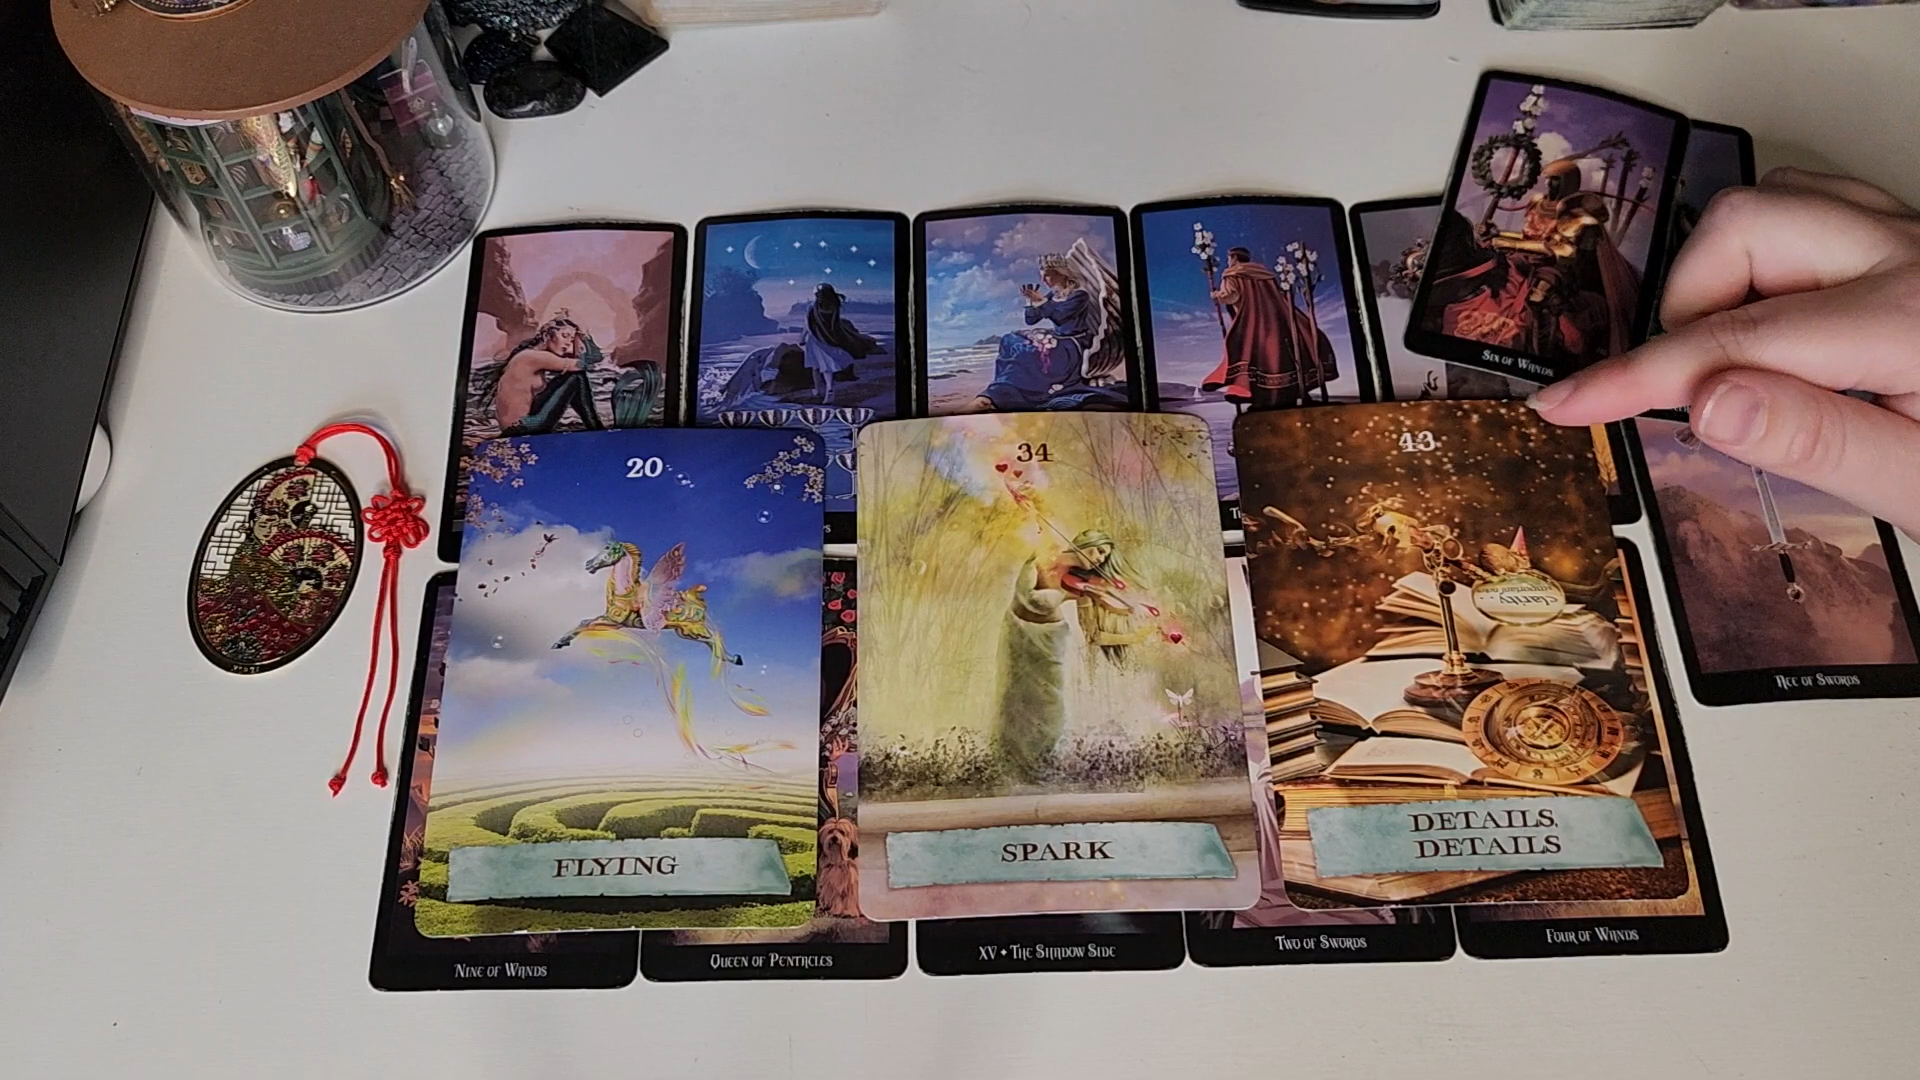 Six of Wands
20
34
43
clarity
Ace of Swords
FLYING
SPARK
DETAILS,
DETAILS
Nine of Wands
Queen of Pentacles
XV • The Shadow Side
Two of Swords
Four of Wands